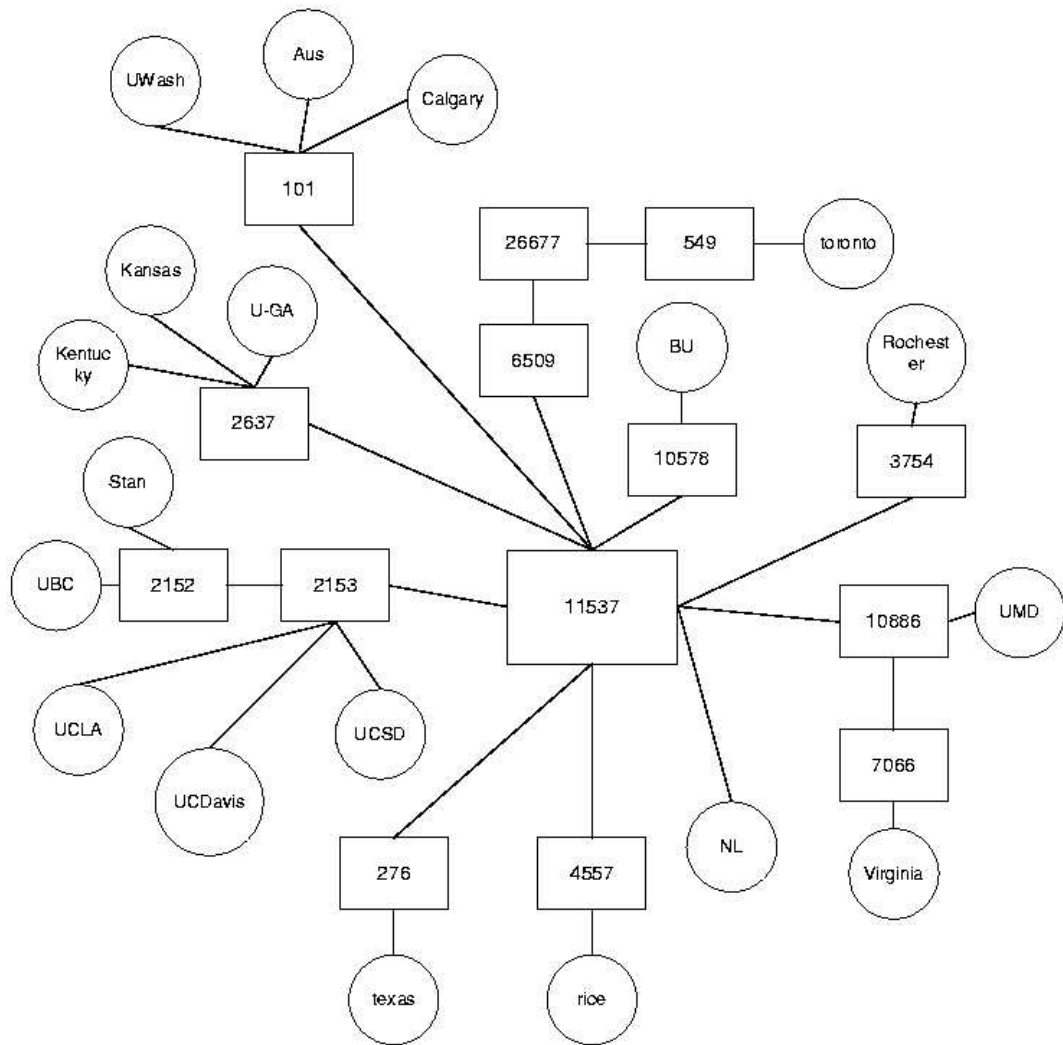 Aus
UWash
Calgary
101
26677
549
toronto
Kansas
U-GA
BU
Rochest
er
Kentuc
ky
6509
2637
10578
3754
Stan
UBC
2152
2153
11537
10886
UMD
UCLA
UCSD
UCDavis
7066
NL
276
4557
Virginia
texas
rice